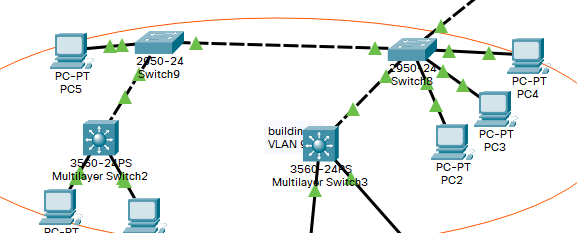 PC-PT
PC5
2950-24
Switch9
2950-24
Switch8
PC-PT
PC4
PC-PT
PC3
PC-PT
PC2
3560-24PS
Multilayer Switch2
VLAN
3560-24PS
Multilayer Switch3
PC-PT